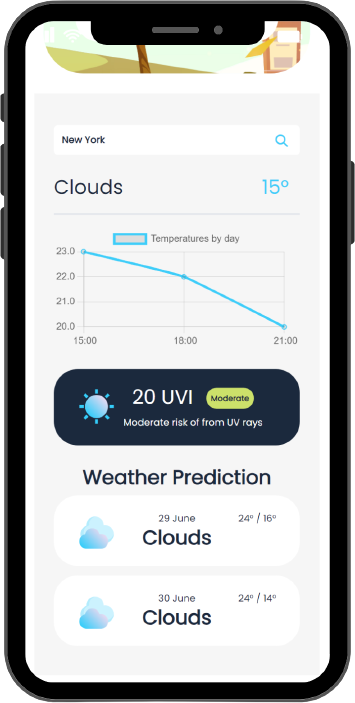 New York
Clouds 15°
Temperatures by day
23.0
22.0
21.0
20.0
15:00 18:00 21:00
20 UVI Moderate
Moderate risk of from UV rays
Weather Prediction
29 June 24° / 16°
Clouds
30 June 24° / 14°
Clouds